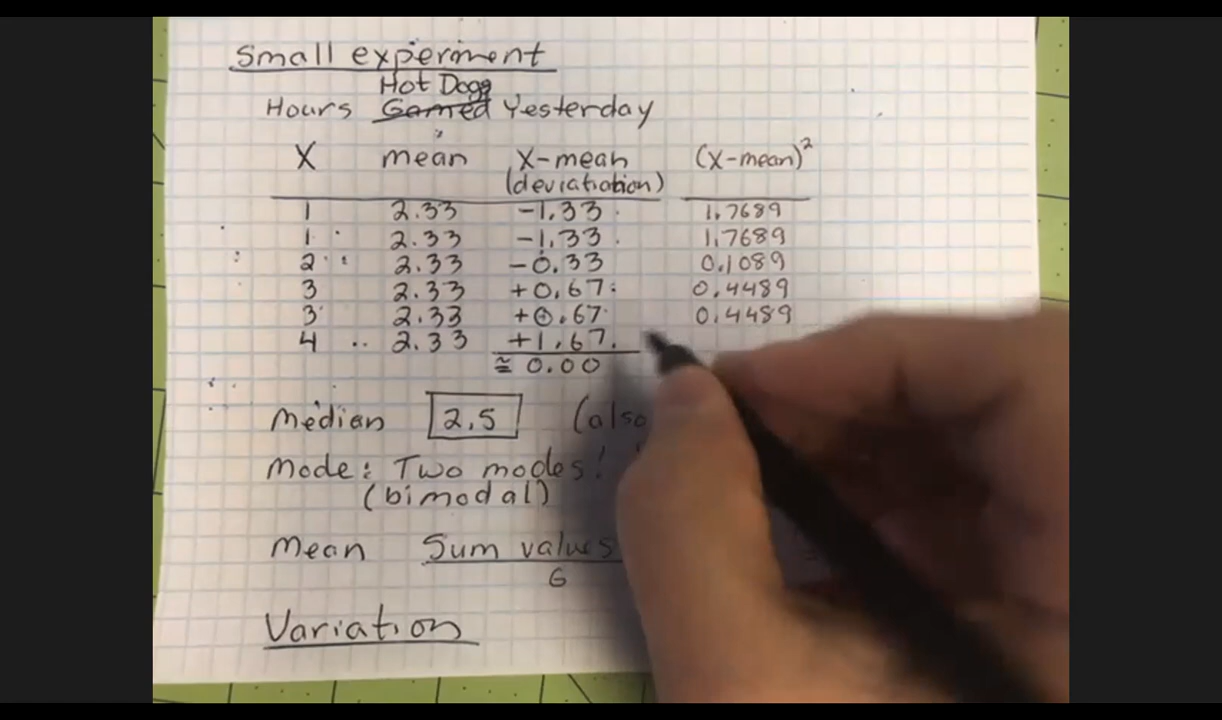 Small experiment
Hot Dogs
Hours Gamed Yesterday
X mean X-mean (X-mean)²
(deviatiotion)
1 2.33 -1.33 1.7689
1 2.33 -1.33 1.7689
2 2.33 -0.33 0.1089
3 2.33 +0.67 0.4489
3 2.33 +0.67 0.4489
4 2.33 +1.67
≅ 0.00
Median 2.5 (also
Mode: Two modes!
(bimodal)
Mean Sum values
6
Variation